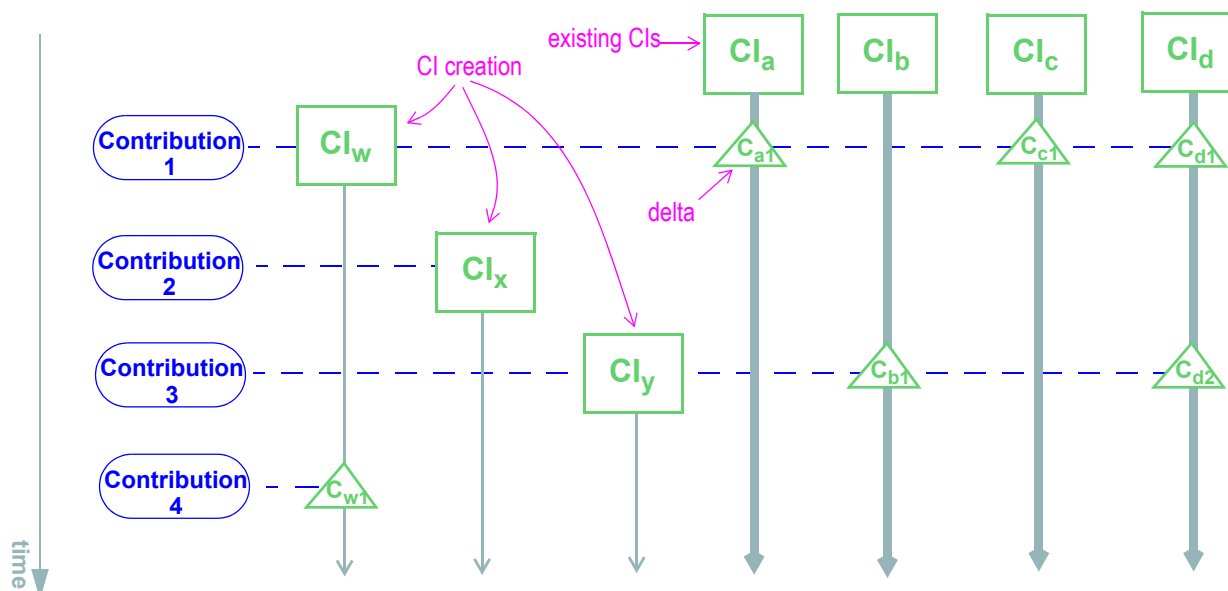 existing CIs
CIa
CIb
CIc
CId
CI creation
Contribution
1
CIw
Ca1
Cc1
Cd1
delta
Contribution
2
CIx
Contribution
3
CIy
Cb1
Cd2
Contribution
4
Cw1
time